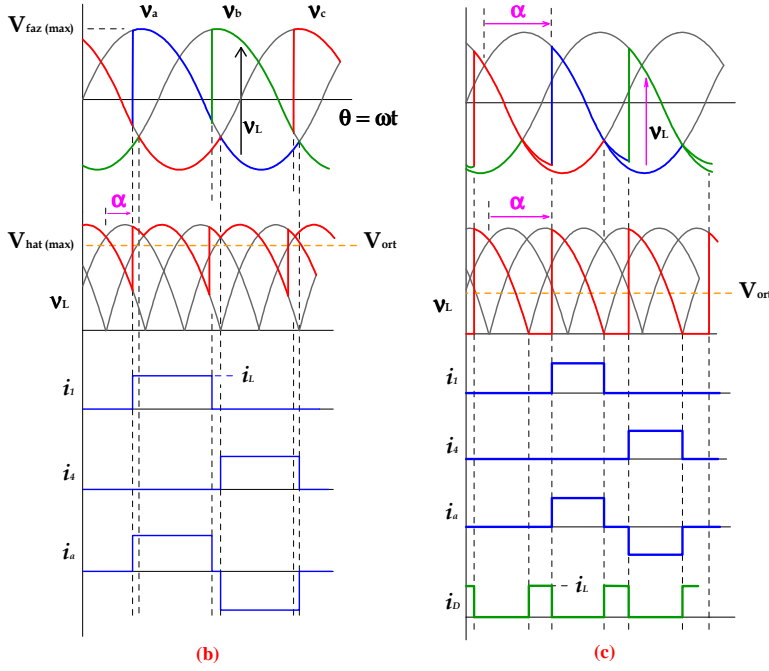 νa νb νc
Vfaz (max)
νL
θ = ωt
α
Vhat (max)
Vort
νL
i1
iL
i4
ia
(b)
α
νL
α
νL
Vort
i1
i4
ia
iD
iL
(c)